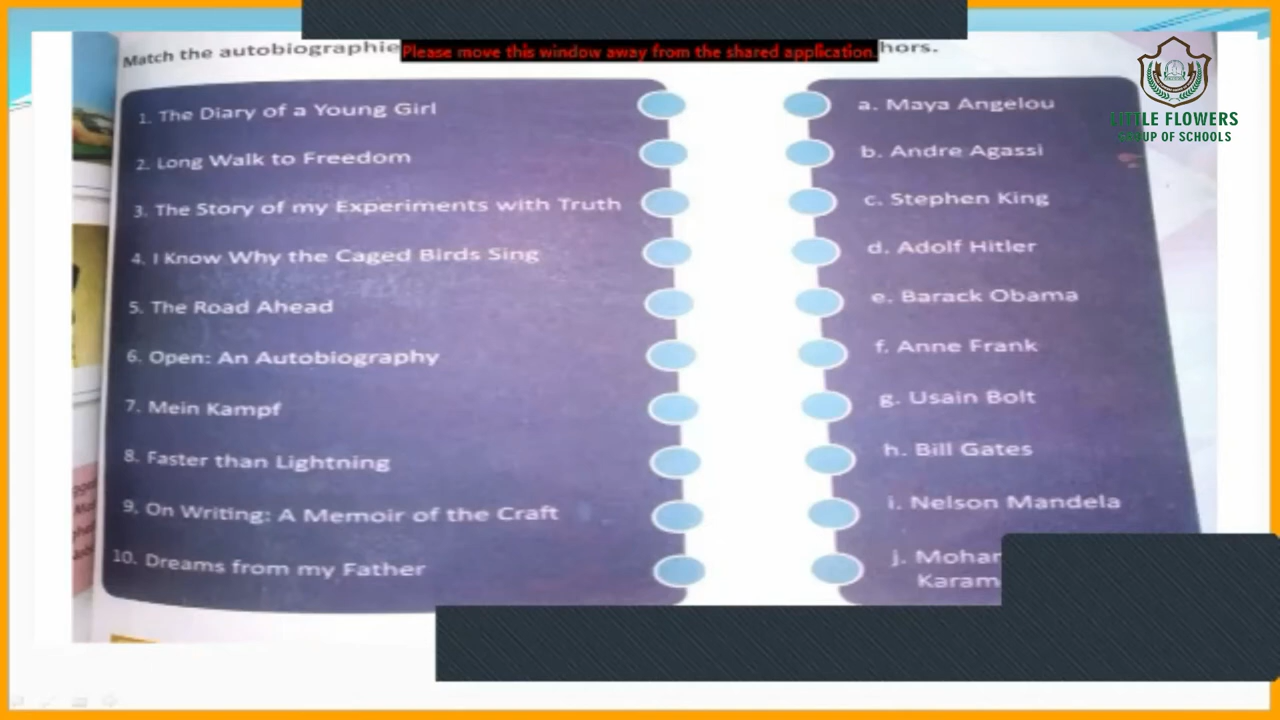 Match the autobiographie
Please move this window away from the shared application.
hors.
1. The Diary of a Young Girl
2. Long Walk to Freedom
3. The Story of my Experiments with Truth
4. I Know Why the Caged Birds Sing
5. The Road Ahead
6. Open: An Autobiography
7. Mein Kampf
8. Faster than Lightning
9. On Writing: A Memoir of the Craft
10. Dreams from my Father
a. Maya Angelou
b. Andre Agassi
c. Stephen King
d. Adolf Hitler
e. Barack Obama
f. Anne Frank
g. Usain Bolt
h. Bill Gates
i. Nelson Mandela
j. Mohan
Karam
LITTLE FLOWERS
GROUP OF SCHOOLS